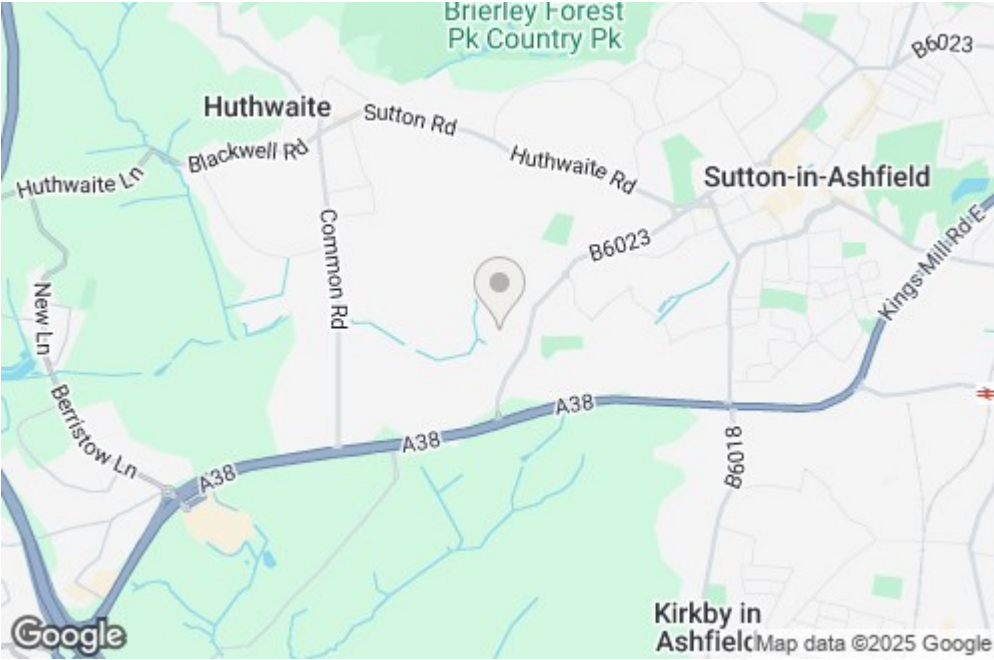 Brierley Forest
Pk Country Pk
B6023
Huthwaite
Sutton Rd
Blackwell Rd
Huthwaite Rd
Huthwaite Ln
Sutton-in-Ashfield
Common Rd
B6023
Kings Mill Rd E
New Ln
Berristow Ln
A38
A38
A38
B6018
Kirkby in
Ashfield
Google
Map data ©2025 Google